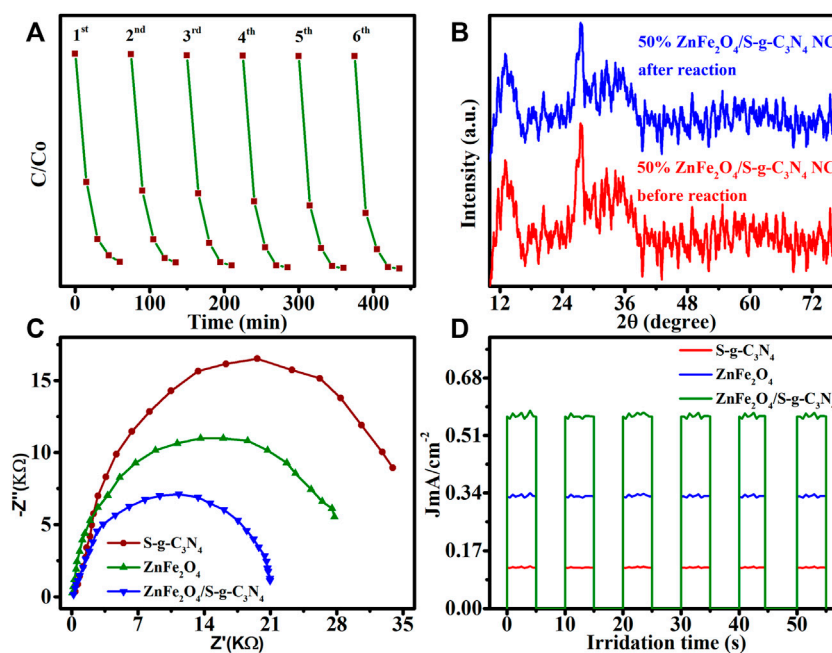 A
1st 2nd 3rd 4th 5th 6th
C/Co
0 100 200 300 400
Time (min)
B
50% ZnFe2O4/S-g-C3N4 NC
after reaction
50% ZnFe2O4/S-g-C3N4 NC
before reaction
Intensity (a.u.)
12 24 36 48 60 72
2θ (degree)
C
15
10
5
0
-Z''(KΩ)
S-g-C3N4
ZnFe2O4
ZnFe2O4/S-g-C3N4
0 7 14 21 28 35
Z'(KΩ)
D
S-g-C3N4
ZnFe2O4
ZnFe2O4/S-g-C3N4
0.68
0.51
0.34
0.17
0.00
JmA/cm-2
0 10 20 30 40 50
Irridation time (s)